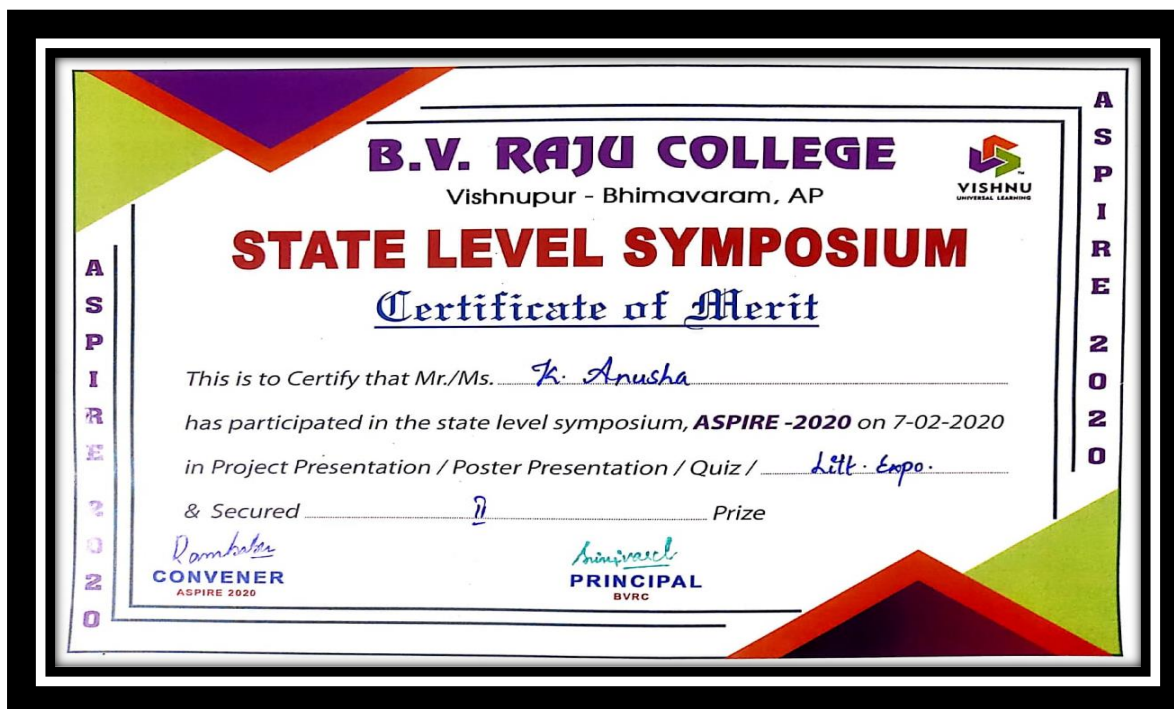 B.V. RAJU COLLEGE
Vishnupur - Bhimavaram, AP
VISHNU
UNIVERSAL LEARNING
STATE LEVEL SYMPOSIUM
Certificate of Merit
This is to Certify that Mr./Ms. K. Anusha
has participated in the state level symposium, ASPIRE -2020 on 7-02-2020
in Project Presentation / Poster Presentation / Quiz / Litt. Expo.
& Secured II Prize
CONVENER
ASPIRE 2020
PRINCIPAL
BVRC
ASPIRE 2020
ASPIRE 2020